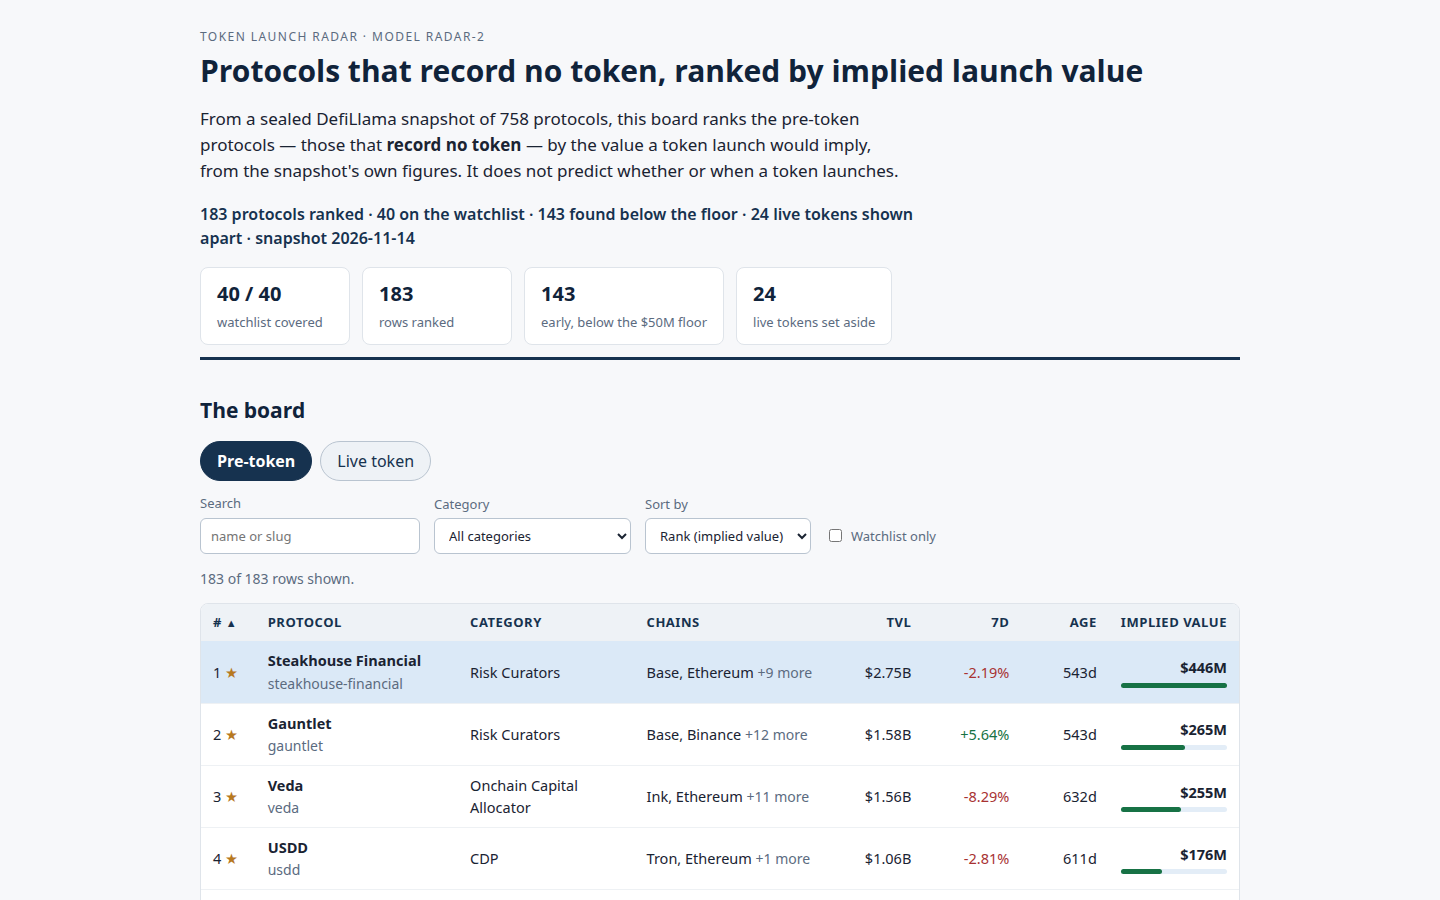 TOKEN LAUNCH RADAR · MODEL RADAR-2
Protocols that record no token, ranked by implied launch value
From a sealed DefiLlama snapshot of 758 protocols, this board ranks the pre-token
protocols — those that record no token — by the value a token launch would imply,
from the snapshot's own figures. It does not predict whether or when a token launches.
183 protocols ranked · 40 on the watchlist · 143 found below the floor · 24 live tokens shown
apart · snapshot 2026-11-14
40 / 40
watchlist covered
183
rows ranked
143
early, below the $50M floor
24
live tokens set aside
The board
Pre-token
Live token
Search
name or slug
Category
All categories
Sort by
Rank (implied value)
Watchlist only
183 of 183 rows shown.
# ▲ PROTOCOL CATEGORY CHAINS TVL 7D AGE IMPLIED VALUE
1 ★ Steakhouse Financial Risk Curators Base, Ethereum +9 more $2.75B -2.19% 543d $446M
steakhouse-financial
2 ★ Gauntlet Risk Curators Base, Binance +12 more $1.58B +5.64% 543d $265M
gauntlet
3 ★ Veda Onchain Capital Ink, Ethereum +11 more $1.56B -8.29% 632d $255M
veda Allocator
4 ★ USDD CDP Tron, Ethereum +1 more $1.06B -2.81% 611d $176M
usdd